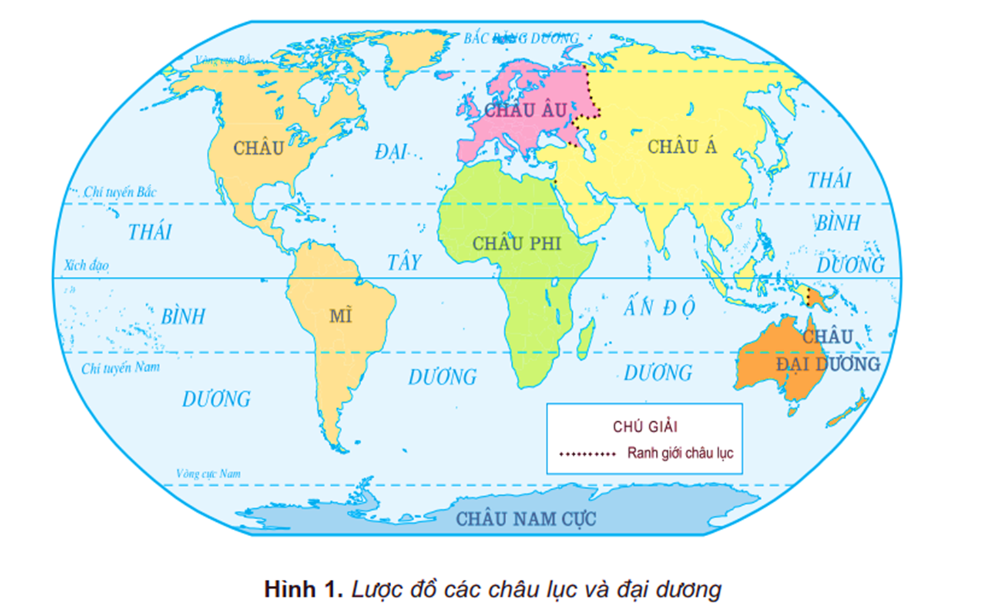 BẮC BĂNG DƯƠNG
Vòng cực Bắc
CHÂU ÂU
CHÂU
ĐẠI
CHÂU Á
THÁI
Chí tuyến Bắc
THÁI
BÌNH
CHÂU PHI
TÂY
DƯƠNG
Xích đạo
BÌNH
MĨ
ẤN ĐỘ
CHÂU
ĐẠI DƯƠNG
Chí tuyến Nam
DƯƠNG
DƯƠNG
DƯƠNG
CHÚ GIẢI
Ranh giới châu lục
Vòng cực Nam
CHÂU NAM CỰC
Hình 1. Lược đồ các châu lục và đại dương